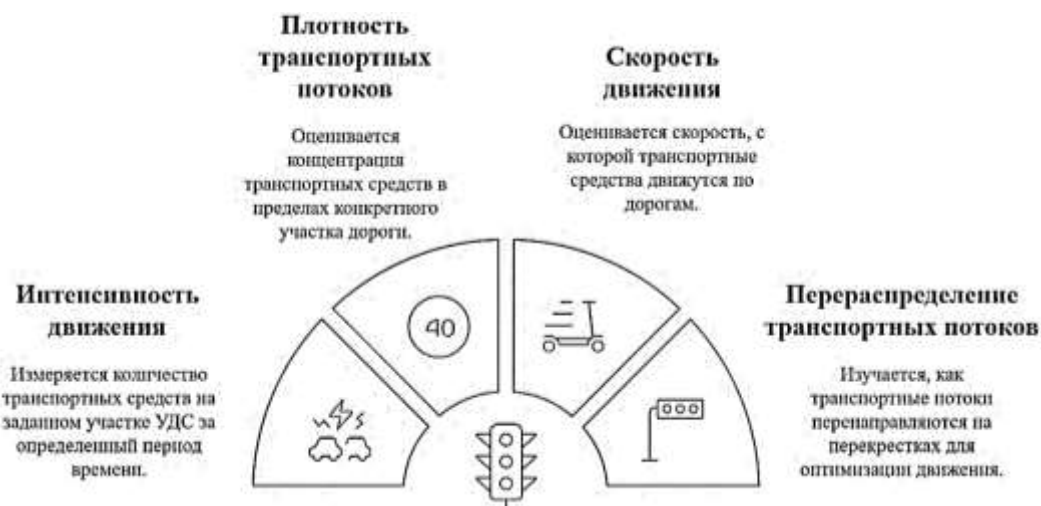 Плотность
транспортных
потоков
Оценивается
концентрация
транспортных средств в
пределах конкретного
участка дороги.
Скорость
движения
Оценивается скорость, с
которой транспортные
средства движутся по
дорогам.
Интенсивность
движения
Измеряется количество
транспортных средств на
заданном участке УДС за
определенный период
времени.
40
Перераспределение
транспортных потоков
Изучается, как
транспортные потоки
перенаправляются на
перекрестках для
оптимизации движения.